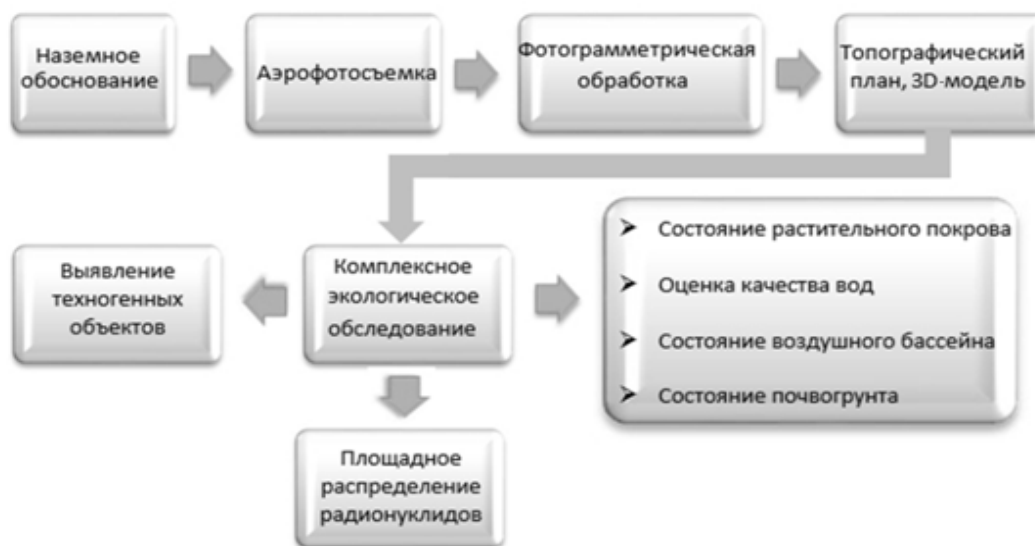 Наземное
обоснование
Аэрофотосъемка
Фотограмметрическая
обработка
Топографический
план, 3D-модель
Выявление
техногенных
объектов
Комплексное
экологическое
обследование
Состояние растительного покрова
Оценка качества вод
Состояние воздушного бассейна
Состояние почвогрунта
Площадное
распределение
радионуклидов